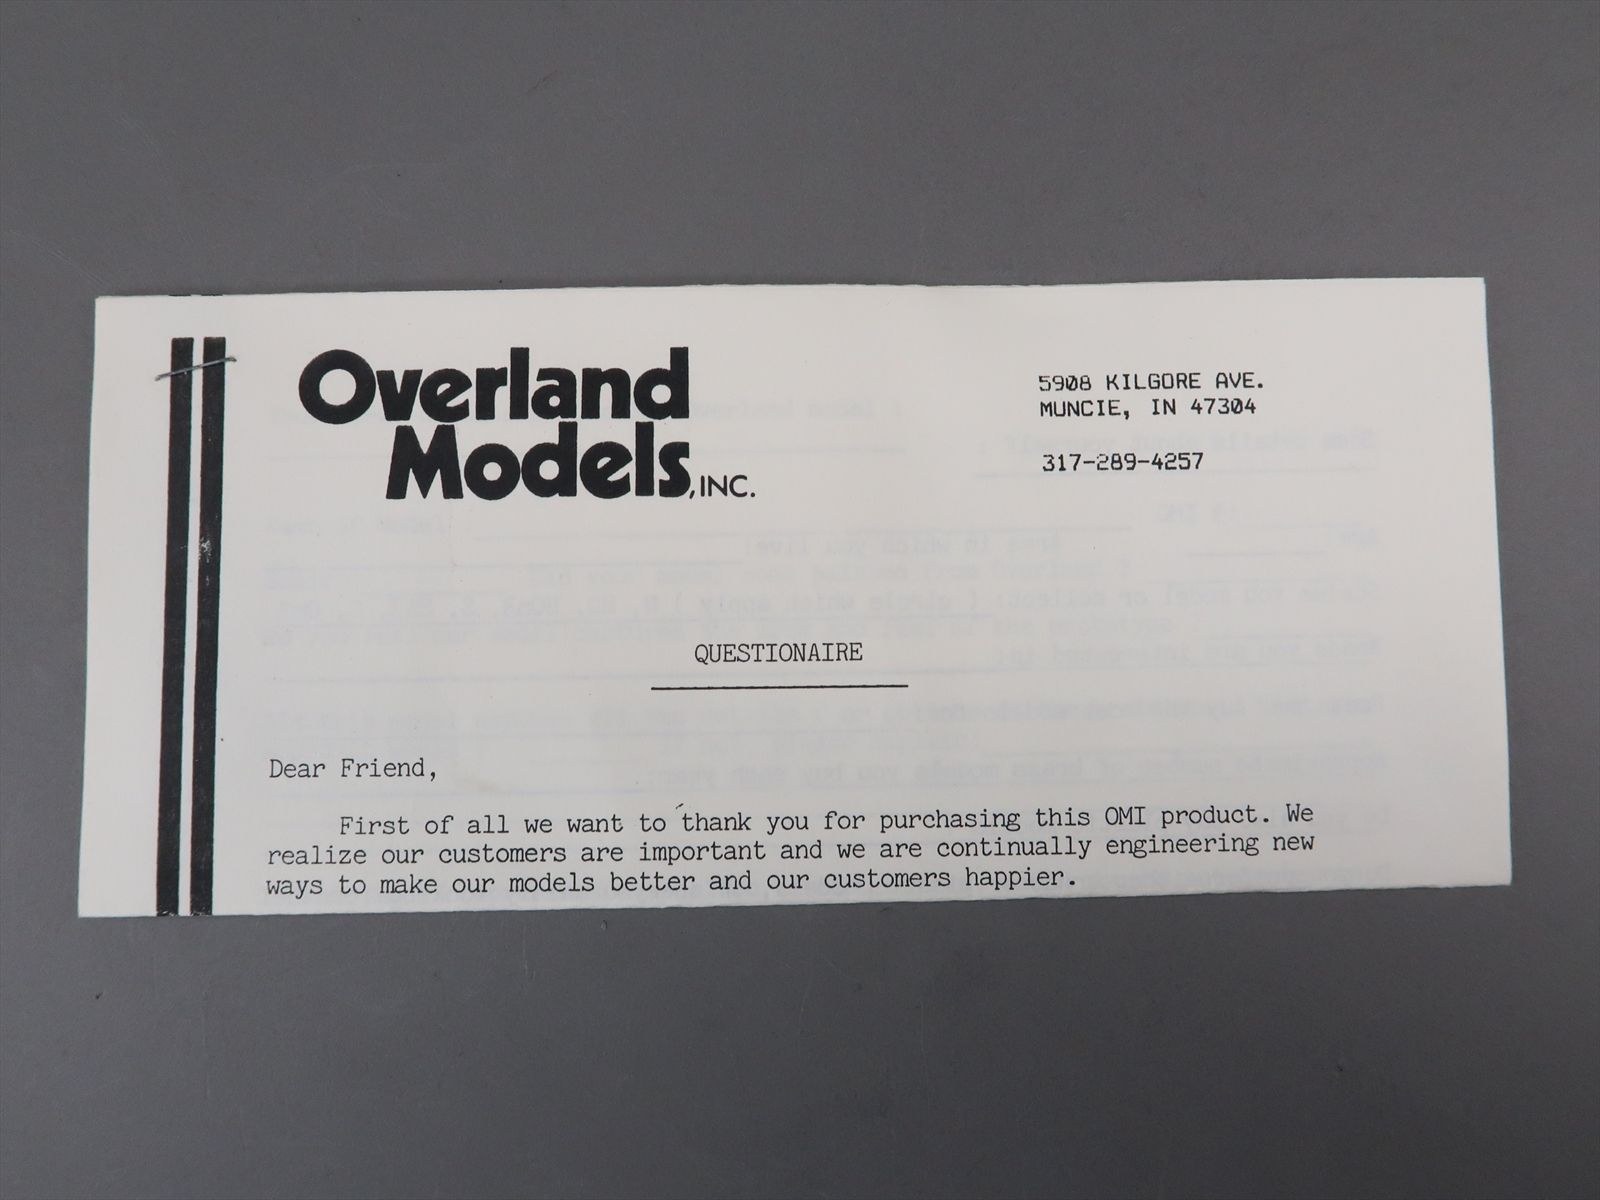 Overland
Models, INC.
5908 KILGORE AVE.
MUNCIE, IN 47304
317-289-4257
QUESTIONAIRE
Dear Friend,
First of all we want to thank you for purchasing this OMI product. We
realize our customers are important and we are continually engineering new
ways to make our models better and our customers happier.